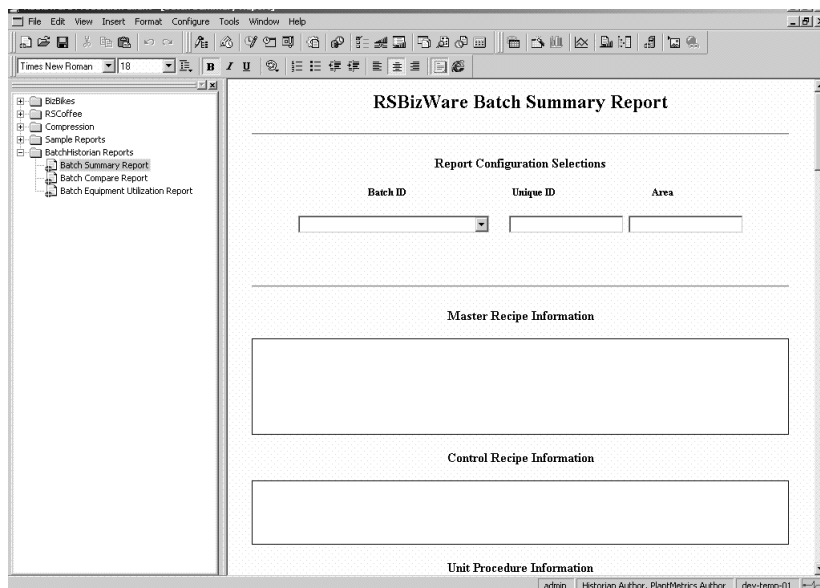 File Edit View Insert Format Configure Tools Window Help
Times New Roman 18 B I U
BizBikes
RSCoffee
Compression
Sample Reports
BatchHistorian Reports
Batch Summary Report
Batch Compare Report
Batch Equipment Utilization Report
RSBizWare Batch Summary Report
Report Configuration Selections
Batch ID Unique ID Area
Master Recipe Information
Control Recipe Information
Unit Procedure Information
admin Historian Author, PlantMetrics Author dev-temp-01